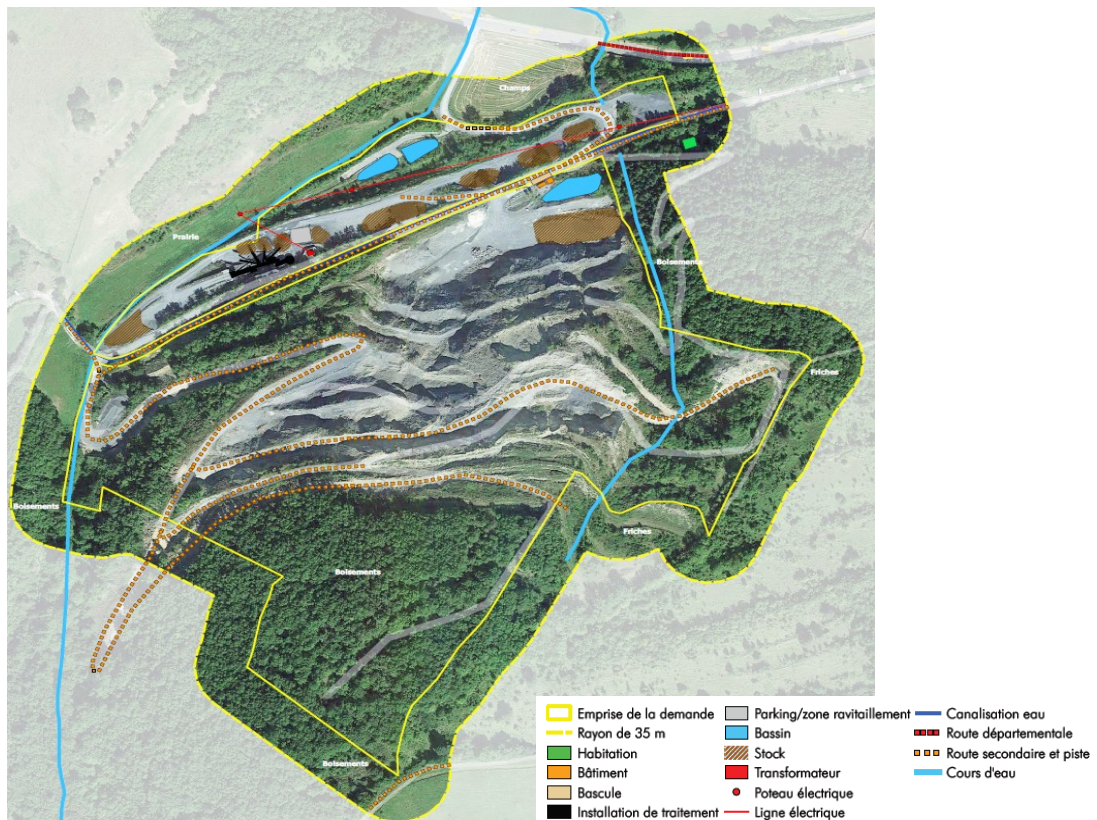 Champs
Prairie
Boisements
Friches
Boisements
Friches
Boisements
Boisements
Emprise de la demande
Rayon de 35 m
Habitation
Bâtiment
Bascule
Installation de traitement
Parking/zone ravitaillement
Bassin
Stock
Transformateur
Poteau électrique
Ligne électrique
Canalisation eau
Route départementale
Route secondaire et piste
Cours d'eau